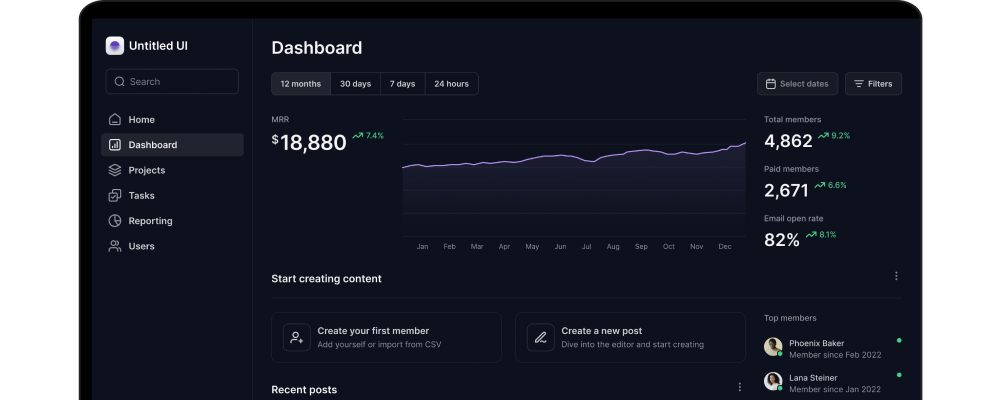 Untitled UI
Search
Home
Dashboard
Projects
Tasks
Reporting
Users
Dashboard
12 months 30 days 7 days 24 hours
Select dates Filters
MRR
$18,880 7.4%
Jan Feb Mar Apr May Jun Jul Aug Sep Oct Nov Dec
Total members
4,862 9.2%
Paid members
2,671 6.6%
Email open rate
82% 8.1%
Start creating content
Create your first member
Add yourself or import from CSV
Create a new post
Dive into the editor and start creating
Recent posts
Top members
Phoenix Baker
Member since Feb 2022
Lana Steiner
Member since Jan 2022